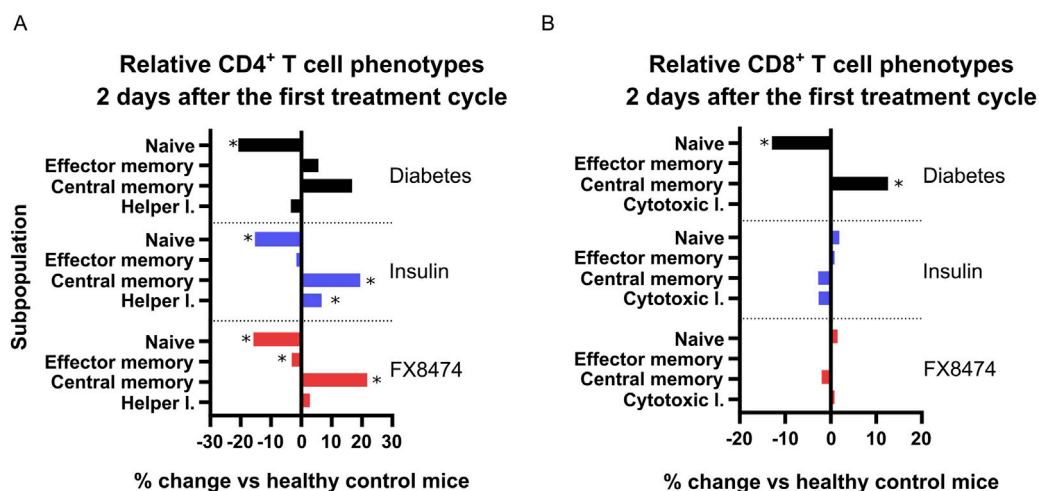 A
Relative CD4⁺ T cell phenotypes
2 days after the first treatment cycle
Subpopulation
Naive
Effector memory
Central memory
Helper l.
Diabetes
*
Naive
Effector memory
Central memory
Helper l.
Insulin
*
*
*
Naive
Effector memory
Central memory
Helper l.
FX8474
*
*
*
-30 -20 -10 0 10 20 30
% change vs healthy control mice
B
Relative CD8⁺ T cell phenotypes
2 days after the first treatment cycle
Naive
Effector memory
Central memory
Cytotoxic l.
Diabetes
*
*
Naive
Effector memory
Central memory
Cytotoxic l.
Insulin
Naive
Effector memory
Central memory
Cytotoxic l.
FX8474
-20 -10 0 10 20
% change vs healthy control mice